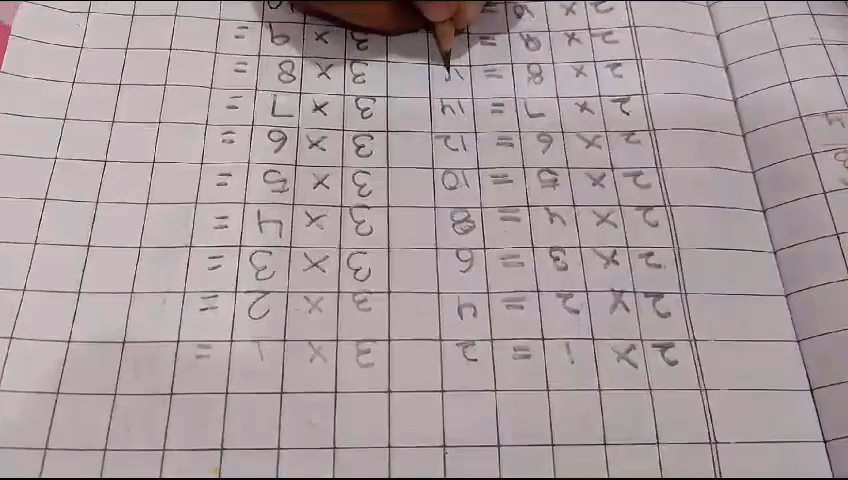 2 × 1 = 2 3 × 1 =
2 × 2 = 4 3 × 2 =
2 × 3 = 6 3 × 3 =
2 × 4 = 8 3 × 4 =
2 × 5 = 10 3 × 5 =
2 × 6 = 12 3 × 6 =
2 × 7 = 14 3 × 7 =
2 × 8 = 3 × 8 =
2 × 9 = 3 × 9 =
2 ×